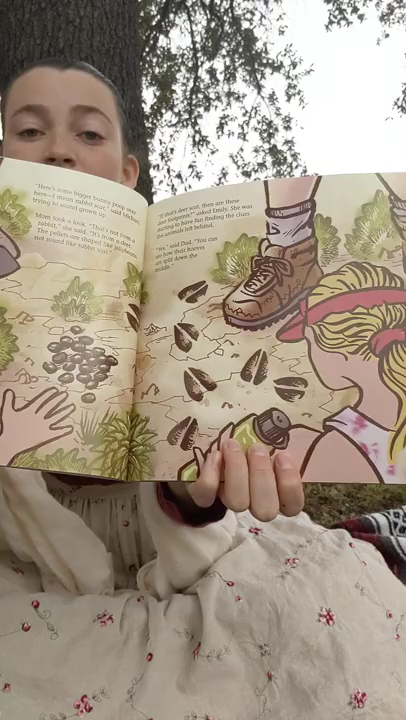 "Here's some bigger bunny poop over
here—I mean rabbit scat," said Michael,
trying to sound grown up.
Mom took a look. "That's not from a
rabbit," she said. "It's from a deer.
The pellets are shaped like jellybeans,
not round like rabbit scat."
"If that's deer scat, then are these
deer footprints?" asked Emily. She was
starting to have fun finding the clues
the animals left behind.
"Yes," said Dad. "You can
see how their hooves
are split down the
middle."